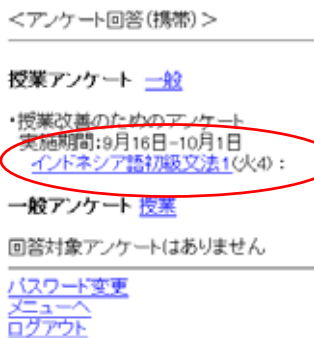 <アンケート回答(携帯)>
授業アンケート 一般
・授業改善のためのアンケート
実施期間:9月16日-10月1日
インドネシア語初級文法1(火4) :
一般アンケート 授業
回答対象アンケートはありません
パスワード変更
メニューへ
ログアウト